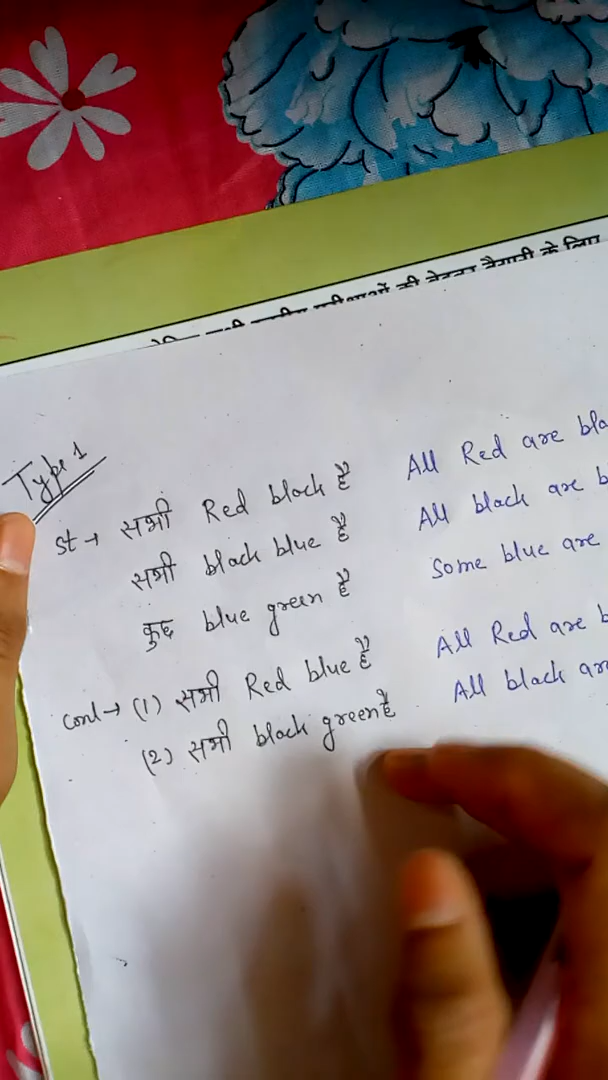 की बेहतर तैयारी के लिए
Type 1
st → सभी Red black है All Red are bla
सभी black blue है All black are b
कुछ blue green है Some blue are
conl → (1) सभी Red blue है All Red are b
(2) सभी black green है All black ar